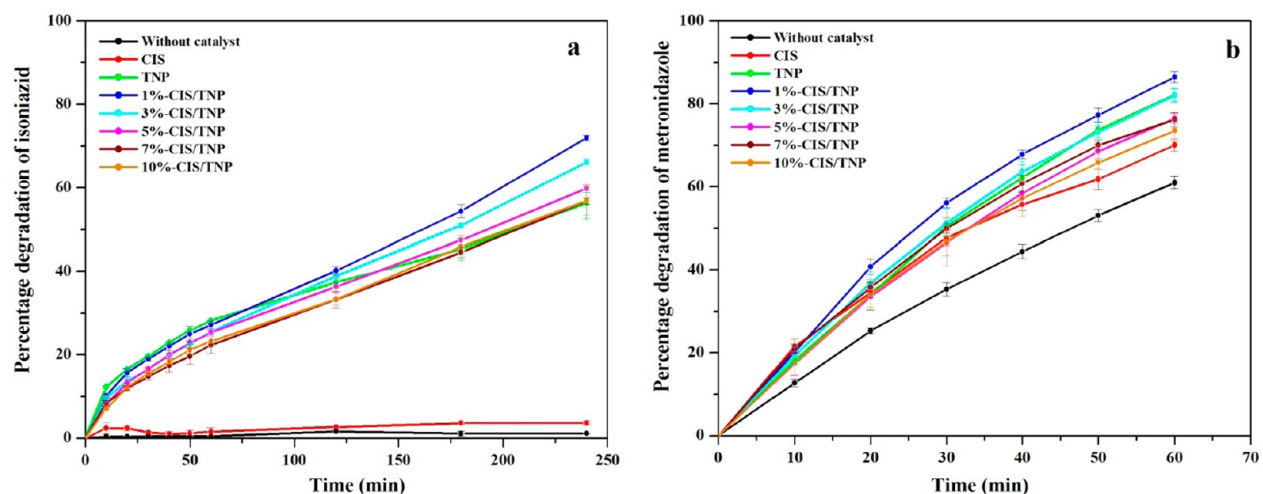 100
80
60
40
20
0
Percentage degradation of isoniazid
Without catalyst
CIS
TNP
1%-CIS/TNP
3%-CIS/TNP
5%-CIS/TNP
7%-CIS/TNP
10%-CIS/TNP
a
0 50 100 150 200 250
Time (min)
100
80
60
40
20
0
Percentage degradation of metronidazole
Without catalyst
CIS
TNP
1%-CIS/TNP
3%-CIS/TNP
5%-CIS/TNP
7%-CIS/TNP
10%-CIS/TNP
b
0 10 20 30 40 50 60 70
Time (min)